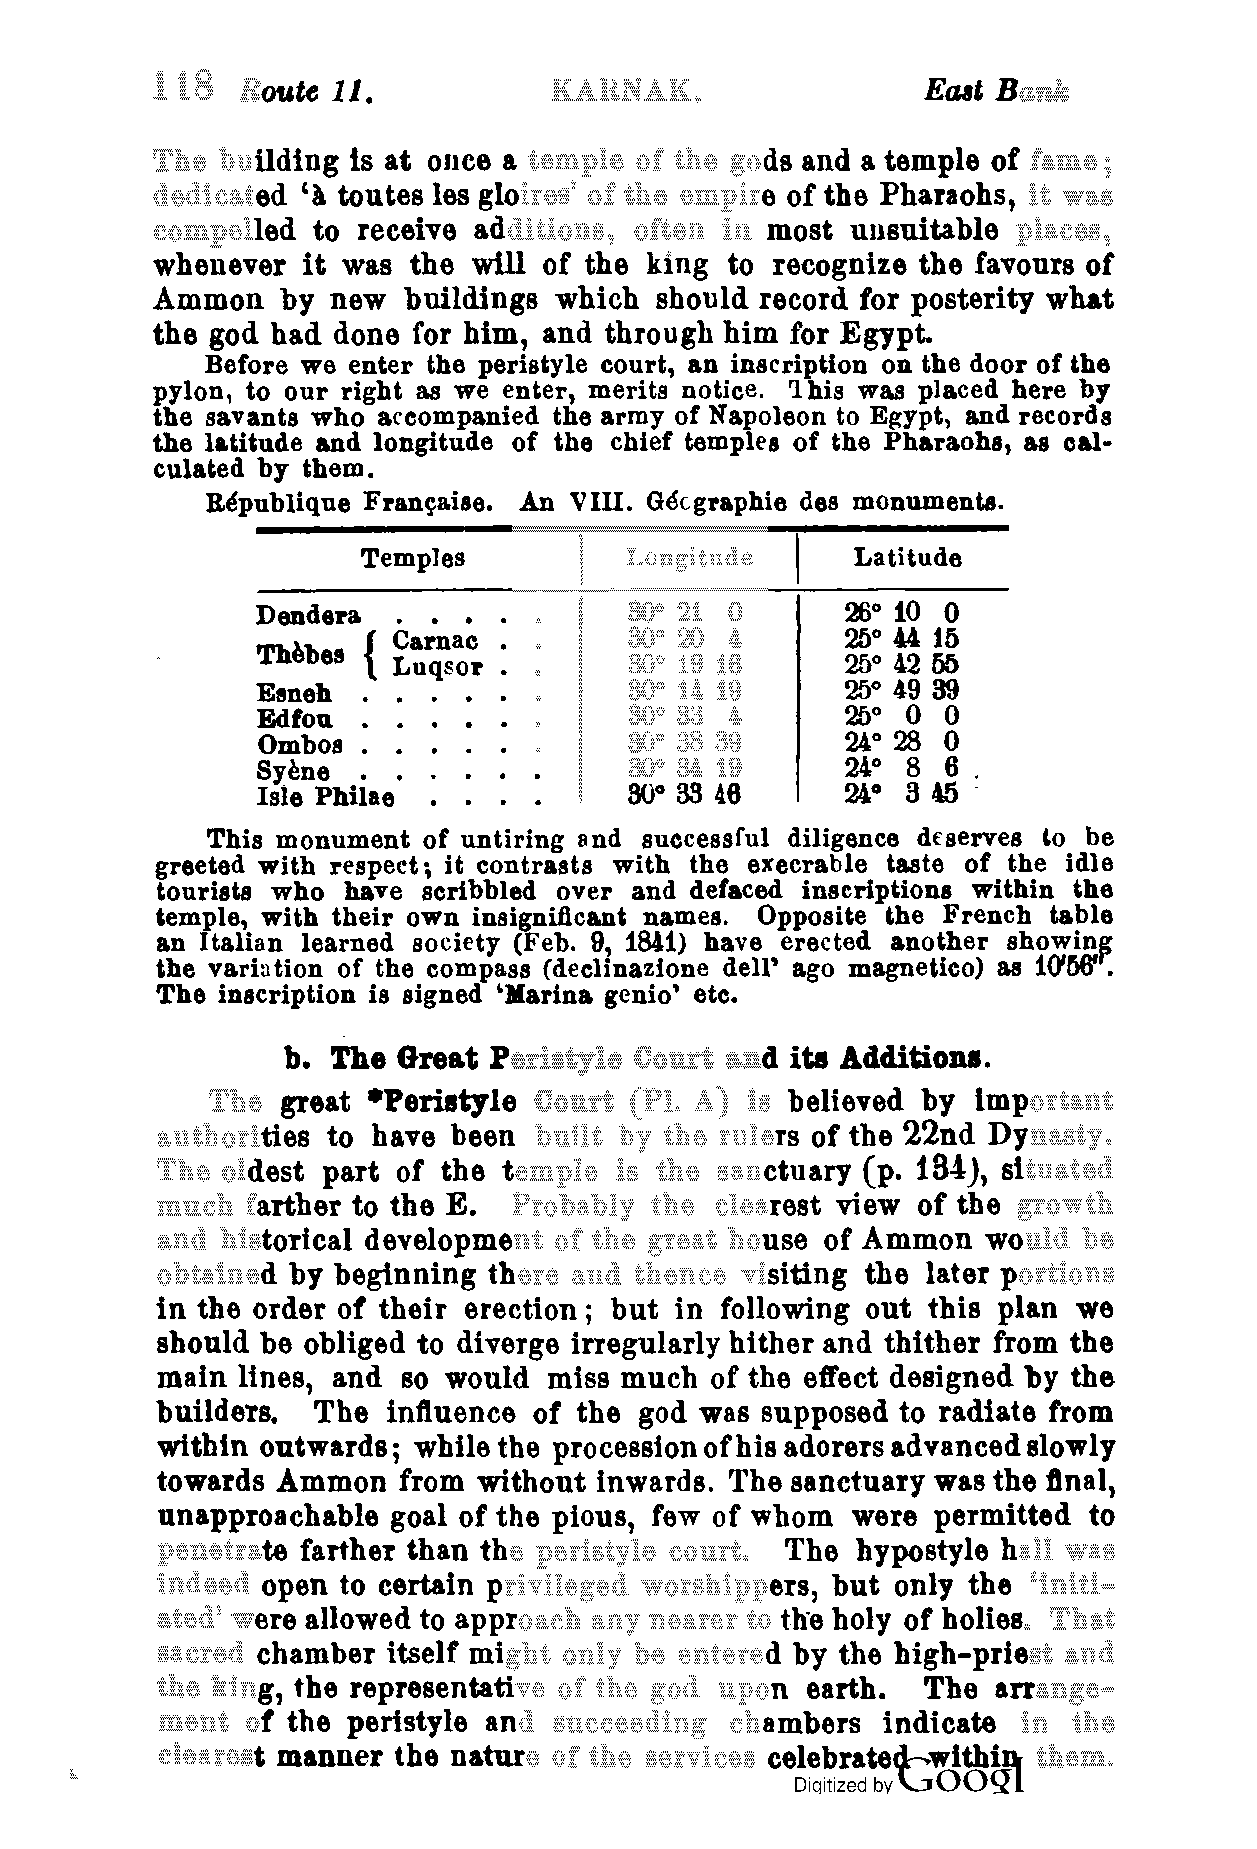 118 Route 11. KARNAK. East Bank
The building is at once a temple of the gods and a temple of fame;
dedicated ‘à toutes les gloires’ of the empire of the Pharaohs, it was
compelled to receive additions, often in most unsuitable places,
whenever it was the will of the king to recognize the favours of
Ammon by new buildings which should record for posterity what
the god had done for him, and through him for Egypt.
Before we enter the peristyle court, an inscription on the door of the
pylon, to our right as we enter, merits notice. This was placed here by
the savants who accompanied the army of Napoleon to Egypt, and records
the latitude and longitude of the chief temples of the Pharaohs, as cal-
culated by them.
République Française. An VIII. Géographie des monuments.
Temples Longitude Latitude
Dendera . . . . . 30° 21 0 26° 10 0
Thèbes { Carnac . . 30° 20 4 25° 44 15
Luqsor . . 30° 19 16 25° 42 55
Esneh . . . . . . 30° 14 19 25° 49 39
Edfou . . . . . . 30° 33 4 25° 0 0
Ombos . . . . . . 30° 38 39 24° 28 0
Syène . . . . . . 30° 34 19 24° 8 6
Isle Philae . . . . 30° 33 46 24° 3 45
This monument of untiring and successful diligence deserves to be
greeted with respect; it contrasts with the execrable taste of the idle
tourists who have scribbled over and defaced inscriptions within the
temple, with their own insignificant names. Opposite the French table
an Italian learned society (Feb. 9, 1841) have erected another showing
the variation of the compass (declinazione dell’ ago magnetico) as 10'56".
The inscription is signed ‘Marina genio’ etc.
b. The Great Peristyle Court and its Additions.
The great *Peristyle Court (Pl. A) is believed by important
authorities to have been built by the rulers of the 22nd Dynasty.
The oldest part of the temple is the sanctuary (p. 134), situated
much farther to the E. Probably the clearest view of the growth
and historical development of the great house of Ammon would be
obtained by beginning there and thence visiting the later portions
in the order of their erection; but in following out this plan we
should be obliged to diverge irregularly hither and thither from the
main lines, and so would miss much of the effect designed by the
builders. The influence of the god was supposed to radiate from
within outwards; while the procession of his adorers advanced slowly
towards Ammon from without inwards. The sanctuary was the final,
unapproachable goal of the pious, few of whom were permitted to
penetrate farther than the peristyle court. The hypostyle hall was
indeed open to certain privileged worshippers, but only the ‘initi-
ated’ were allowed to approach any nearer to the holy of holies. That
sacred chamber itself might only be entered by the high-priest and
the king, the representative of the god upon earth. The arrange-
ment of the peristyle and succeeding chambers indicate in the
clearest manner the nature of the services celebrated within them.
Digitized by Google